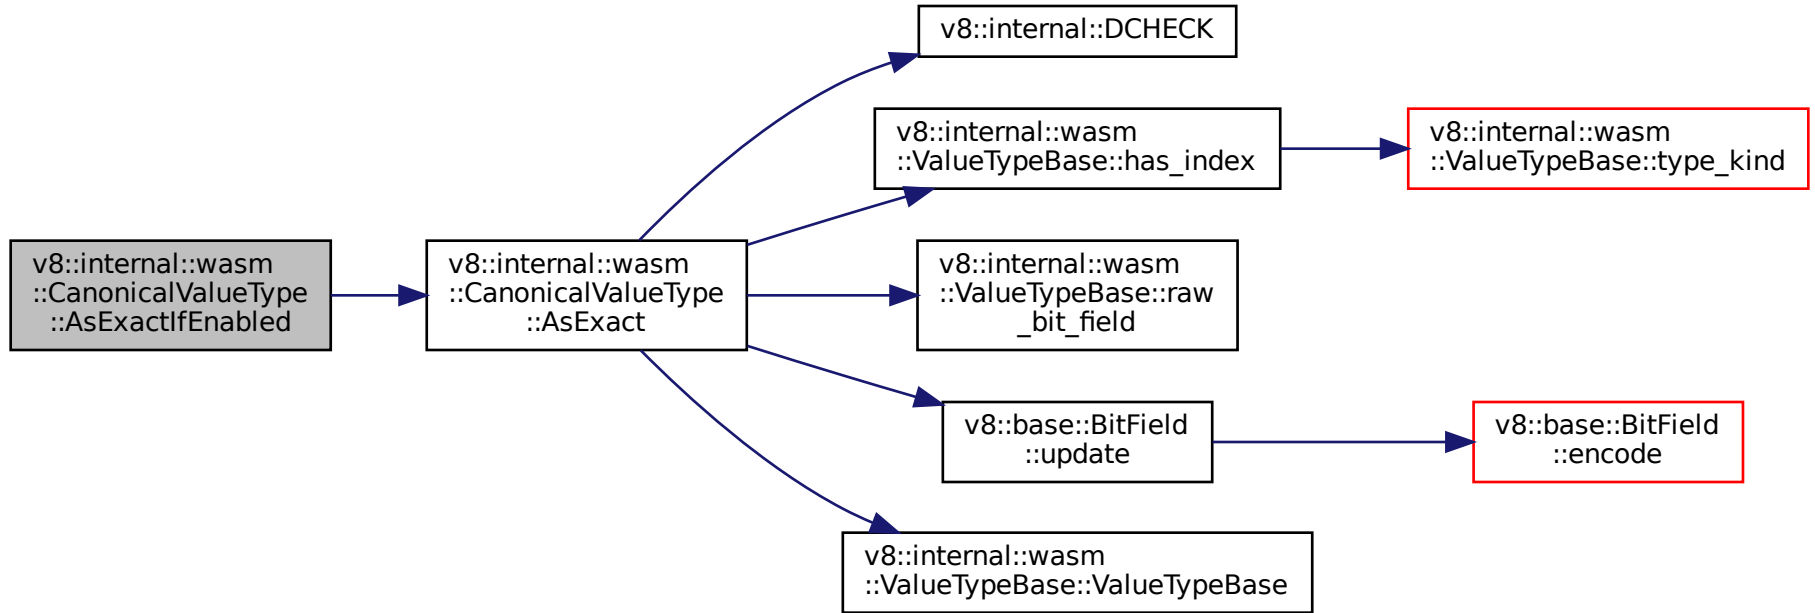 v8::internal::wasm
::CanonicalValueType
::AsExactIfEnabled
v8::internal::wasm
::CanonicalValueType
::AsExact
v8::internal::DCHECK
v8::internal::wasm
::ValueTypeBase::has_index
v8::internal::wasm
::ValueTypeBase::type_kind
v8::internal::wasm
::ValueTypeBase::raw
_bit_field
v8::base::BitField
::update
v8::base::BitField
::encode
v8::internal::wasm
::ValueTypeBase::ValueTypeBase